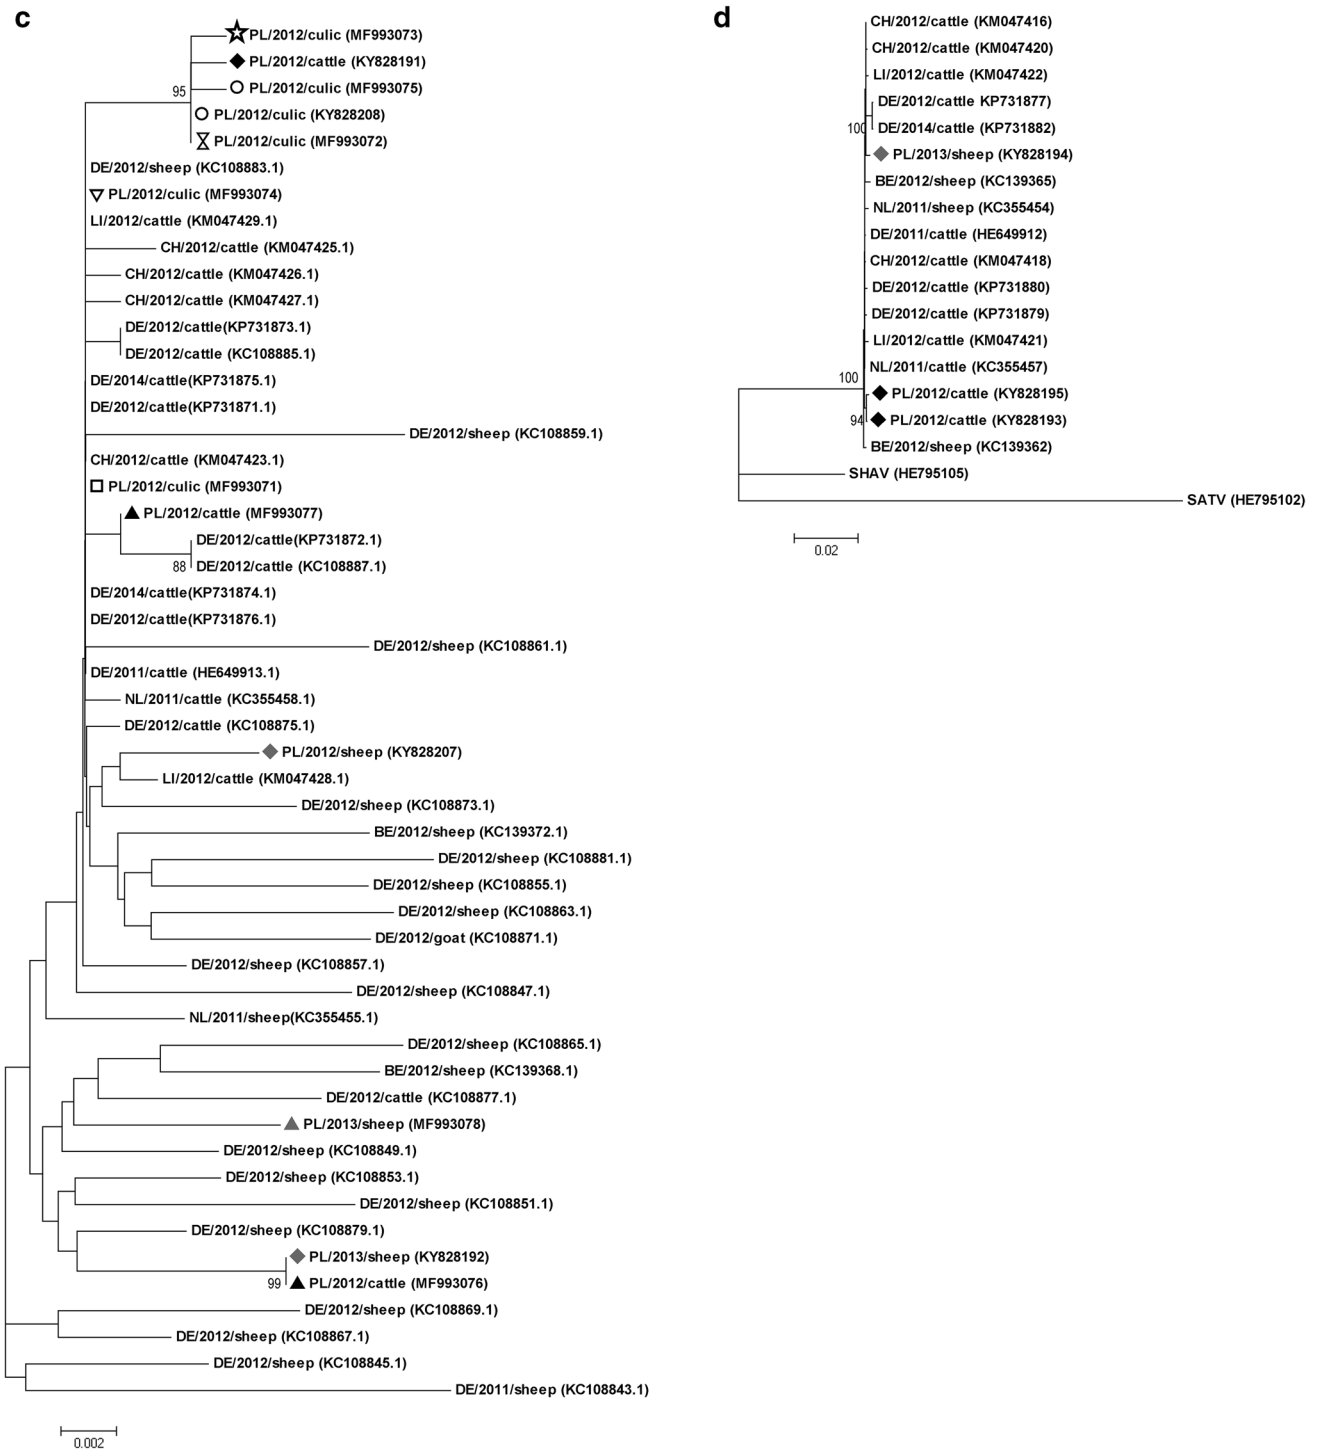 c
PL/2012/culic (MF993073)
PL/2012/cattle (KY828191)
95
PL/2012/culic (MF993075)
PL/2012/culic (KY828208)
PL/2012/culic (MF993072)
DE/2012/sheep (KC108883.1)
PL/2012/culic (MF993074)
LI/2012/cattle (KM047429.1)
CH/2012/cattle (KM047425.1)
CH/2012/cattle (KM047426.1)
CH/2012/cattle (KM047427.1)
DE/2012/cattle(KP731873.1)
DE/2012/cattle (KC108885.1)
DE/2014/cattle(KP731875.1)
DE/2012/cattle(KP731871.1)
DE/2012/sheep (KC108859.1)
CH/2012/cattle (KM047423.1)
PL/2012/culic (MF993071)
PL/2012/cattle (MF993077)
DE/2012/cattle(KP731872.1)
88
DE/2012/cattle (KC108887.1)
DE/2014/cattle(KP731874.1)
DE/2012/cattle(KP731876.1)
DE/2012/sheep (KC108861.1)
DE/2011/cattle (HE649913.1)
NL/2011/cattle (KC355458.1)
DE/2012/cattle (KC108875.1)
PL/2012/sheep (KY828207)
LI/2012/cattle (KM047428.1)
DE/2012/sheep (KC108873.1)
BE/2012/sheep (KC139372.1)
DE/2012/sheep (KC108881.1)
DE/2012/sheep (KC108855.1)
DE/2012/sheep (KC108863.1)
DE/2012/goat (KC108871.1)
DE/2012/sheep (KC108857.1)
DE/2012/sheep (KC108847.1)
NL/2011/sheep(KC355455.1)
DE/2012/sheep (KC108865.1)
BE/2012/sheep (KC139368.1)
DE/2012/cattle (KC108877.1)
PL/2013/sheep (MF993078)
DE/2012/sheep (KC108849.1)
DE/2012/sheep (KC108853.1)
DE/2012/sheep (KC108851.1)
DE/2012/sheep (KC108879.1)
PL/2013/sheep (KY828192)
99
PL/2012/cattle (MF993076)
DE/2012/sheep (KC108869.1)
DE/2012/sheep (KC108867.1)
DE/2012/sheep (KC108845.1)
DE/2011/sheep (KC108843.1)
0.002
d
CH/2012/cattle (KM047416)
CH/2012/cattle (KM047420)
LI/2012/cattle (KM047422)
DE/2012/cattle KP731877)
100
DE/2014/cattle (KP731882)
PL/2013/sheep (KY828194)
BE/2012/sheep (KC139365)
NL/2011/sheep (KC355454)
DE/2011/cattle (HE649912)
CH/2012/cattle (KM047418)
DE/2012/cattle (KP731880)
DE/2012/cattle (KP731879)
LI/2012/cattle (KM047421)
NL/2011/cattle (KC355457)
100
PL/2012/cattle (KY828195)
94
PL/2012/cattle (KY828193)
BE/2012/sheep (KC139362)
SHAV (HE795105)
SATV (HE795102)
0.02